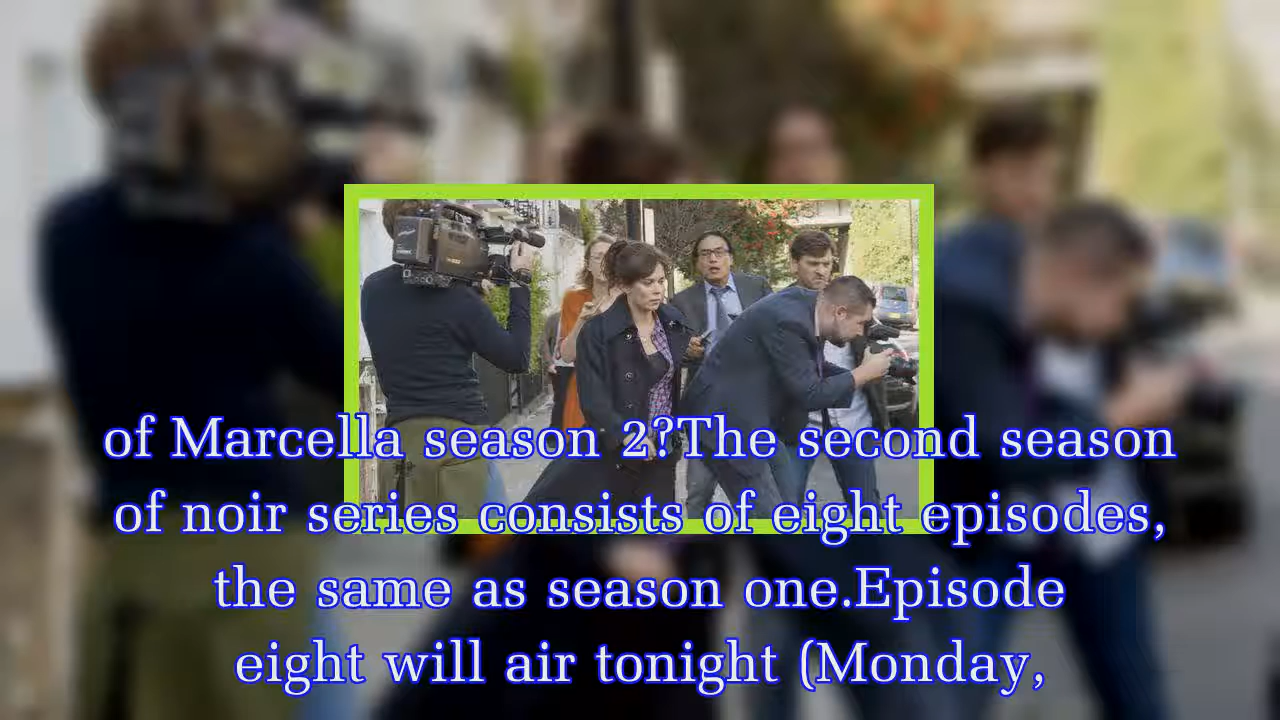 of Marcella season 2?The second season
of noir series consists of eight episodes,
the same as season one.Episode
eight will air tonight (Monday,